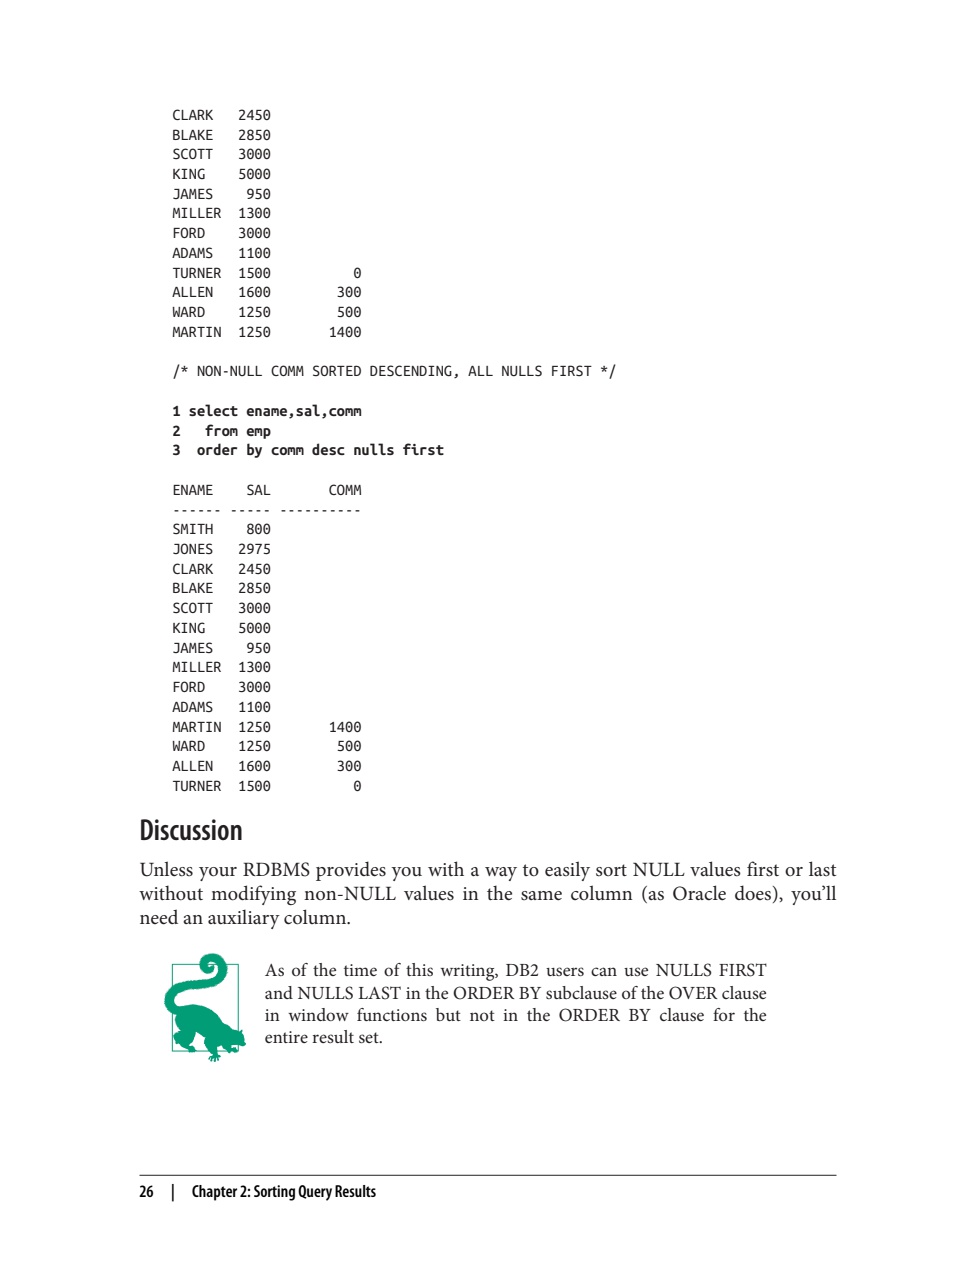 CLARK   2450
BLAKE   2850
SCOTT   3000
KING    5000
JAMES    950
MILLER  1300
FORD    3000
ADAMS   1100
TURNER  1500          0
ALLEN   1600        300
WARD    1250        500
MARTIN  1250       1400
/* NON-NULL COMM SORTED DESCENDING, ALL NULLS FIRST */
1 select ename,sal,comm
2   from emp
3  order by comm desc nulls first
ENAME    SAL       COMM
------ ----- ----------
SMITH    800
JONES   2975
CLARK   2450
BLAKE   2850
SCOTT   3000
KING    5000
JAMES    950
MILLER  1300
FORD    3000
ADAMS   1100
MARTIN  1250       1400
WARD    1250        500
ALLEN   1600        300
TURNER  1500          0
Discussion
Unless your RDBMS provides you with a way to easily sort NULL values first or last
without modifying non-NULL values in the same column (as Oracle does), you’ll
need an auxiliary column.
As of the time of this writing, DB2 users can use NULLS FIRST
and NULLS LAST in the ORDER BY subclause of the OVER clause
in window functions but not in the ORDER BY clause for the
entire result set.
26 | Chapter 2: Sorting Query Results